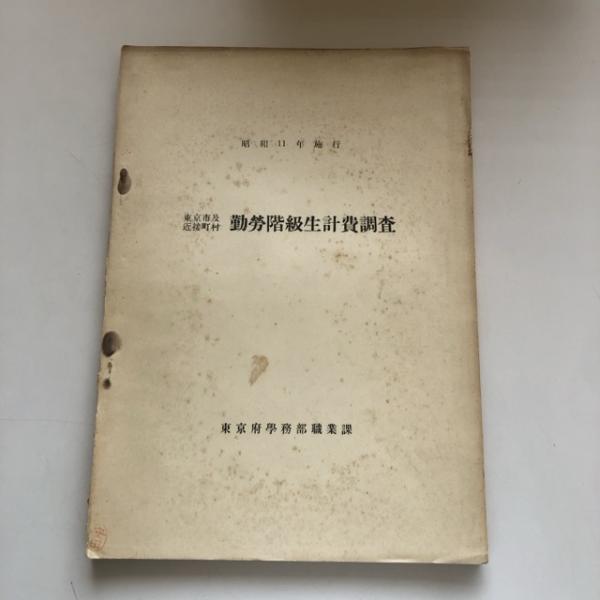 昭和11年施行
東京市及
近接町村
勤勞階級生計費調査
東京府學務部職業課